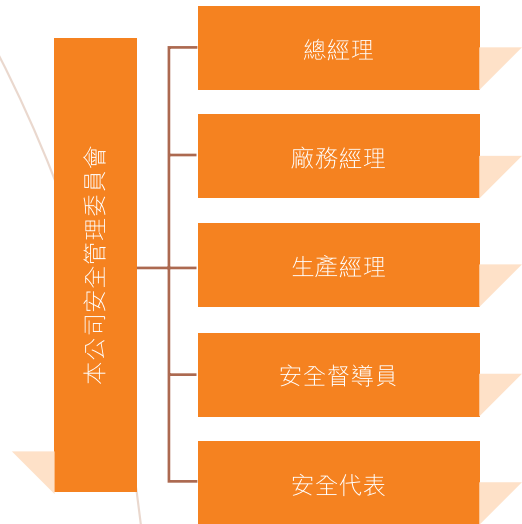 本公司安全管理委員會
總經理
廠務經理
生產經理
安全督導員
安全代表